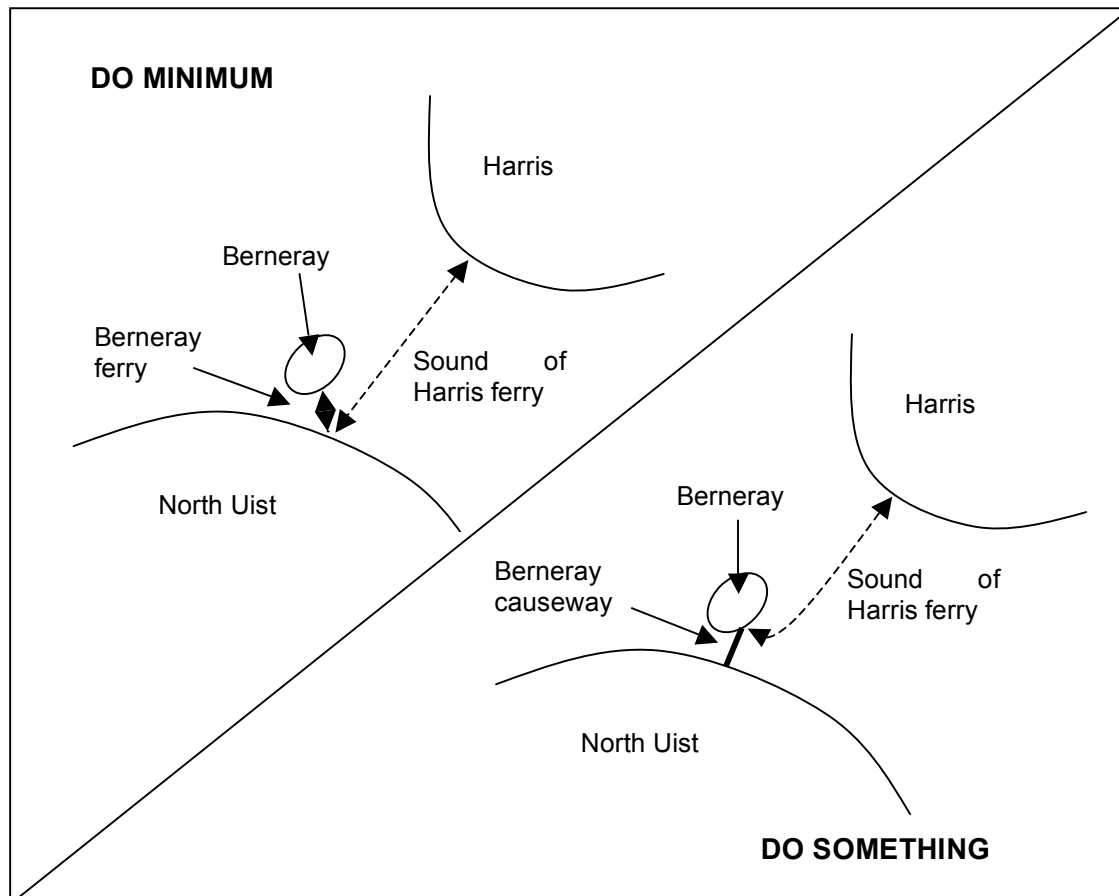 DO MINIMUM
Harris
Berneray
Berneray
ferry
Sound of
Harris ferry
North Uist
Harris
Berneray
Berneray
causeway
Sound of
Harris ferry
North Uist
DO SOMETHING